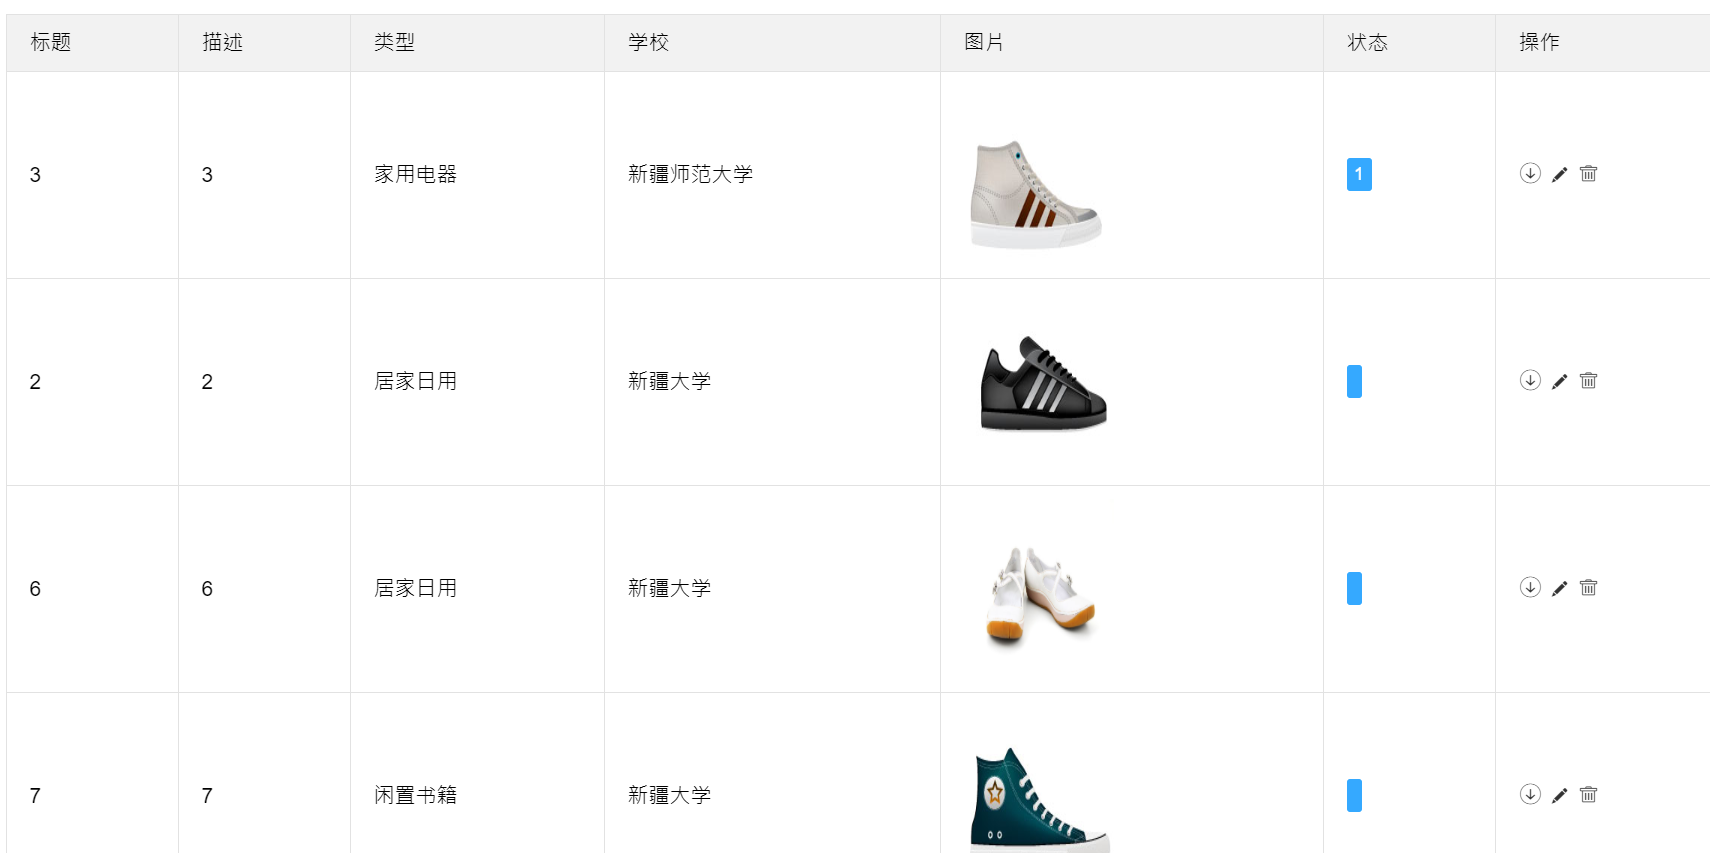 标题 描述 类型 学校 图片 状态 操作
3 3 家用电器 新疆师范大学 1
2 2 居家日用 新疆大学
6 6 居家日用 新疆大学
7 7 闲置书籍 新疆大学